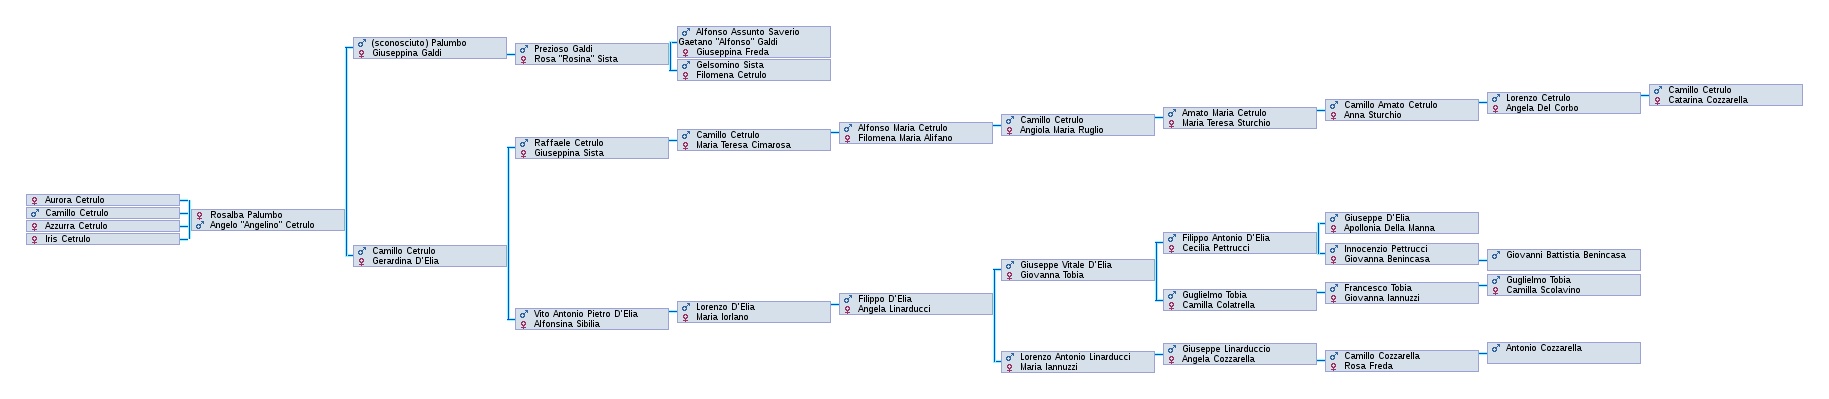 Aurora Cetrulo
Camillo Cetrulo
Azzurra Cetrulo
Iris Cetrulo
Rosalba Palumbo
Angelo "Angelino" Cetrulo
(sconosciuto) Palumbo
Giuseppina Galdi
Camillo Cetrulo
Gerardina D'Elia
Prezioso Galdi
Rosa "Rosina" Sista
Raffaele Cetrulo
Giuseppina Sista
Vito Antonio Pietro D'Elia
Alfonsina Sibilia
Alfonso Assunto Saverio
Gaetano "Alfonso" Galdi
Giuseppina Freda
Gelsomino Sista
Filomena Cetrulo
Camillo Cetrulo
Maria Teresa Cimarosa
Lorenzo D'Elia
Maria Iorlano
Alfonso Maria Cetrulo
Filomena Maria Alifano
Filippo D'Elia
Angela Linarducci
Camillo Cetrulo
Angiola Maria Ruglio
Giuseppe Vitale D'Elia
Giovanna Tobia
Lorenzo Antonio Linarducci
Maria Iannuzzi
Amato Maria Cetrulo
Maria Teresa Sturchio
Filippo Antonio D'Elia
Cecilia Pettrucci
Guglielmo Tobia
Camilla Colatrella
Giuseppe Linarduccio
Angela Cozzarella
Camillo Amato Cetrulo
Anna Sturchio
Giuseppe D'Elia
Apollonia Della Manna
Innocenzio Pettrucci
Giovanna Benincasa
Francesco Tobia
Giovanna Iannuzzi
Camillo Cozzarella
Rosa Freda
Lorenzo Cetrulo
Angela Del Corbo
Giovanni Battistia Benincasa
Guglielmo Tobia
Camilla Scolavino
Antonio Cozzarella
Camillo Cetrulo
Catarina Cozzarella